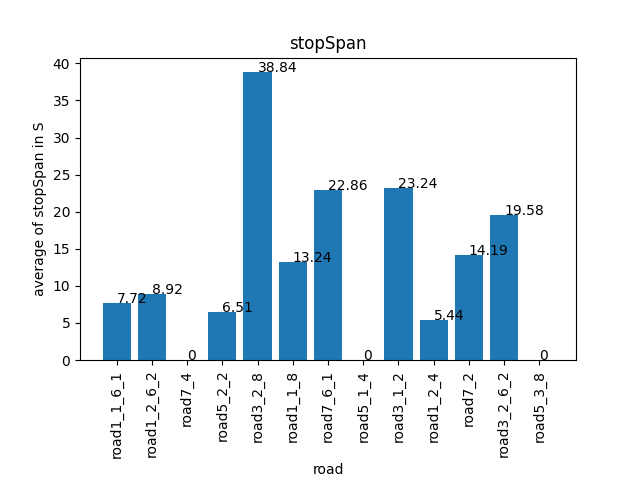 stopSpan
average of stopSpan in S
40
35
30
25
20
15
10
5
0
7.72
8.92
0
6.51
38.84
13.24
22.86
0
23.24
5.44
14.19
19.58
0
road1_1_6_1
road1_2_6_2
road7_4
road5_2_2
road3_2_8
road1_1_8
road7_6_1
road5_1_4
road3_1_2
road1_2_4
road7_2
road3_2_6_2
road5_3_8
road